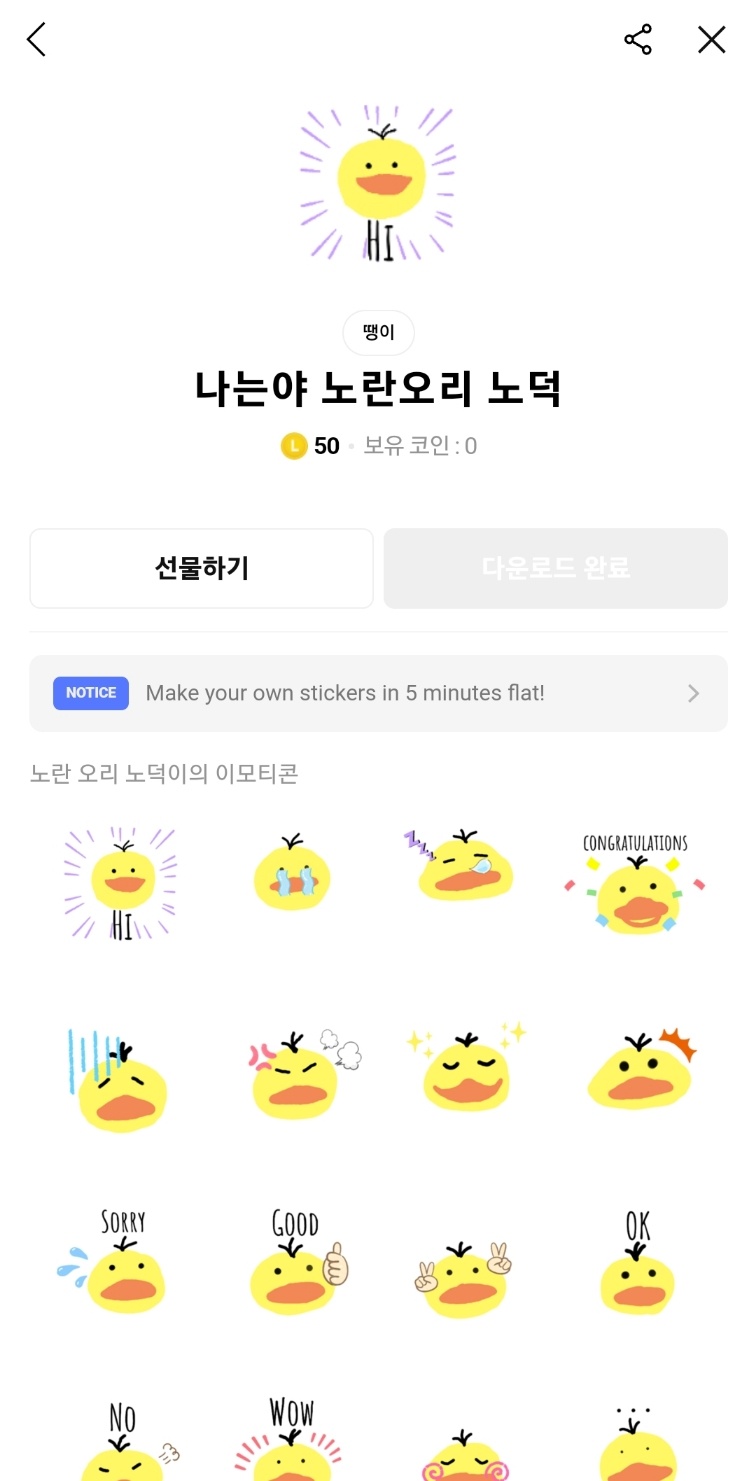 HI
땡이
나는야 노란오리 노덕
L 50 • 보유 코인 : 0
선물하기
다운로드 완료
NOTICE Make your own stickers in 5 minutes flat!
노란 오리 노덕이의 이모티콘
CONGRATULATIONS
HI
SORRY
GOOD
OK
NO
WOW
...